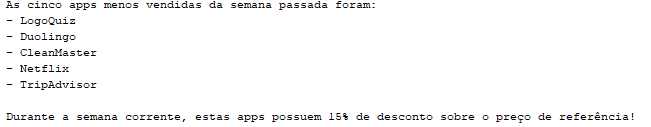 As cinco apps menos vendidas da semana passada foram:
- LogoQuiz
- Duolingo
- CleanMaster
- Netflix
- TripAdvisor
Durante a semana corrente, estas apps possuem 15% de desconto sobre o preço de referência!